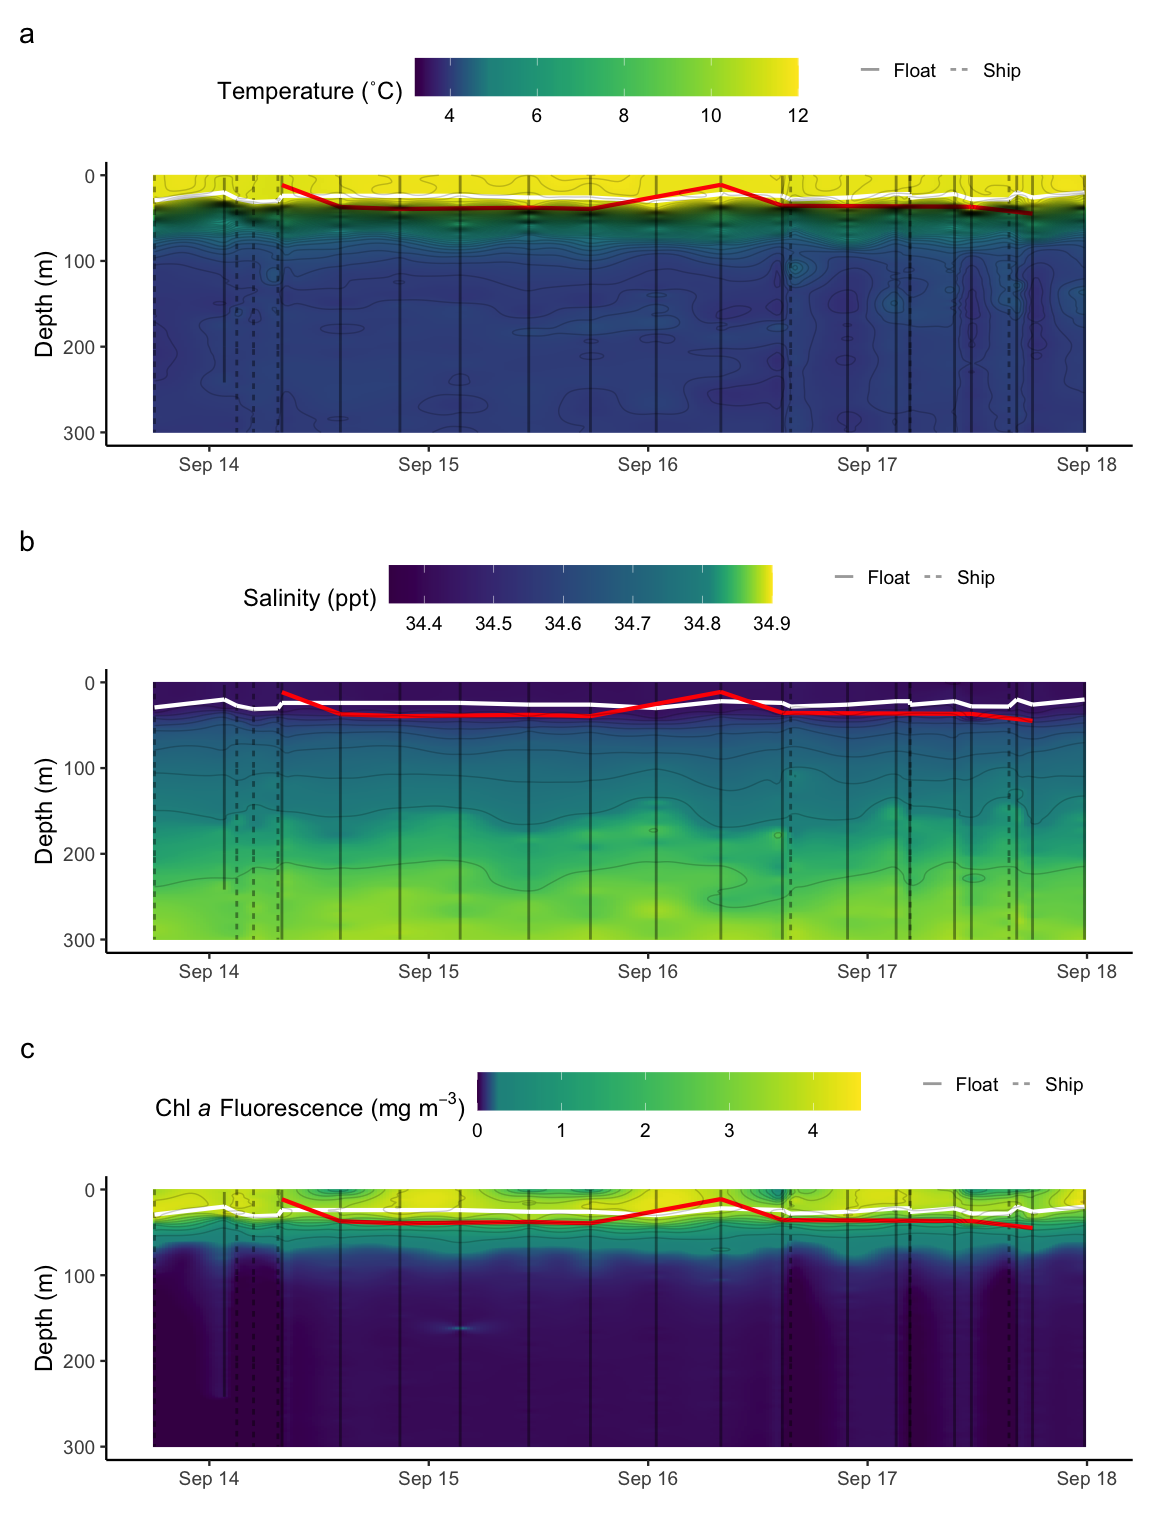 a
Temperature (°C)
4 6 8 10 12
Float Ship
0
100
200
300
Depth (m)
Sep 14 Sep 15 Sep 16 Sep 17 Sep 18
b
Salinity (ppt)
34.4 34.5 34.6 34.7 34.8 34.9
Float Ship
0
100
200
300
Depth (m)
Sep 14 Sep 15 Sep 16 Sep 17 Sep 18
c
Chl a Fluorescence (mg m⁻³)
0 1 2 3 4
Float Ship
0
100
200
300
Depth (m)
Sep 14 Sep 15 Sep 16 Sep 17 Sep 18